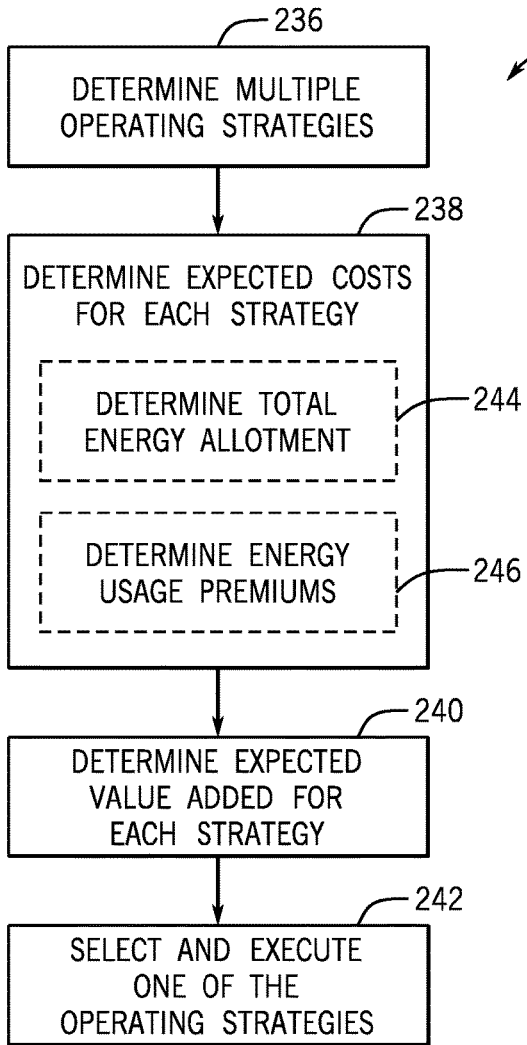 236
DETERMINE MULTIPLE
OPERATING STRATEGIES
238
DETERMINE EXPECTED COSTS
FOR EACH STRATEGY
DETERMINE TOTAL
ENERGY ALLOTMENT
244
DETERMINE ENERGY
USAGE PREMIUMS
246
240
DETERMINE EXPECTED
VALUE ADDED FOR
EACH STRATEGY
242
SELECT AND EXECUTE
ONE OF THE
OPERATING STRATEGIES